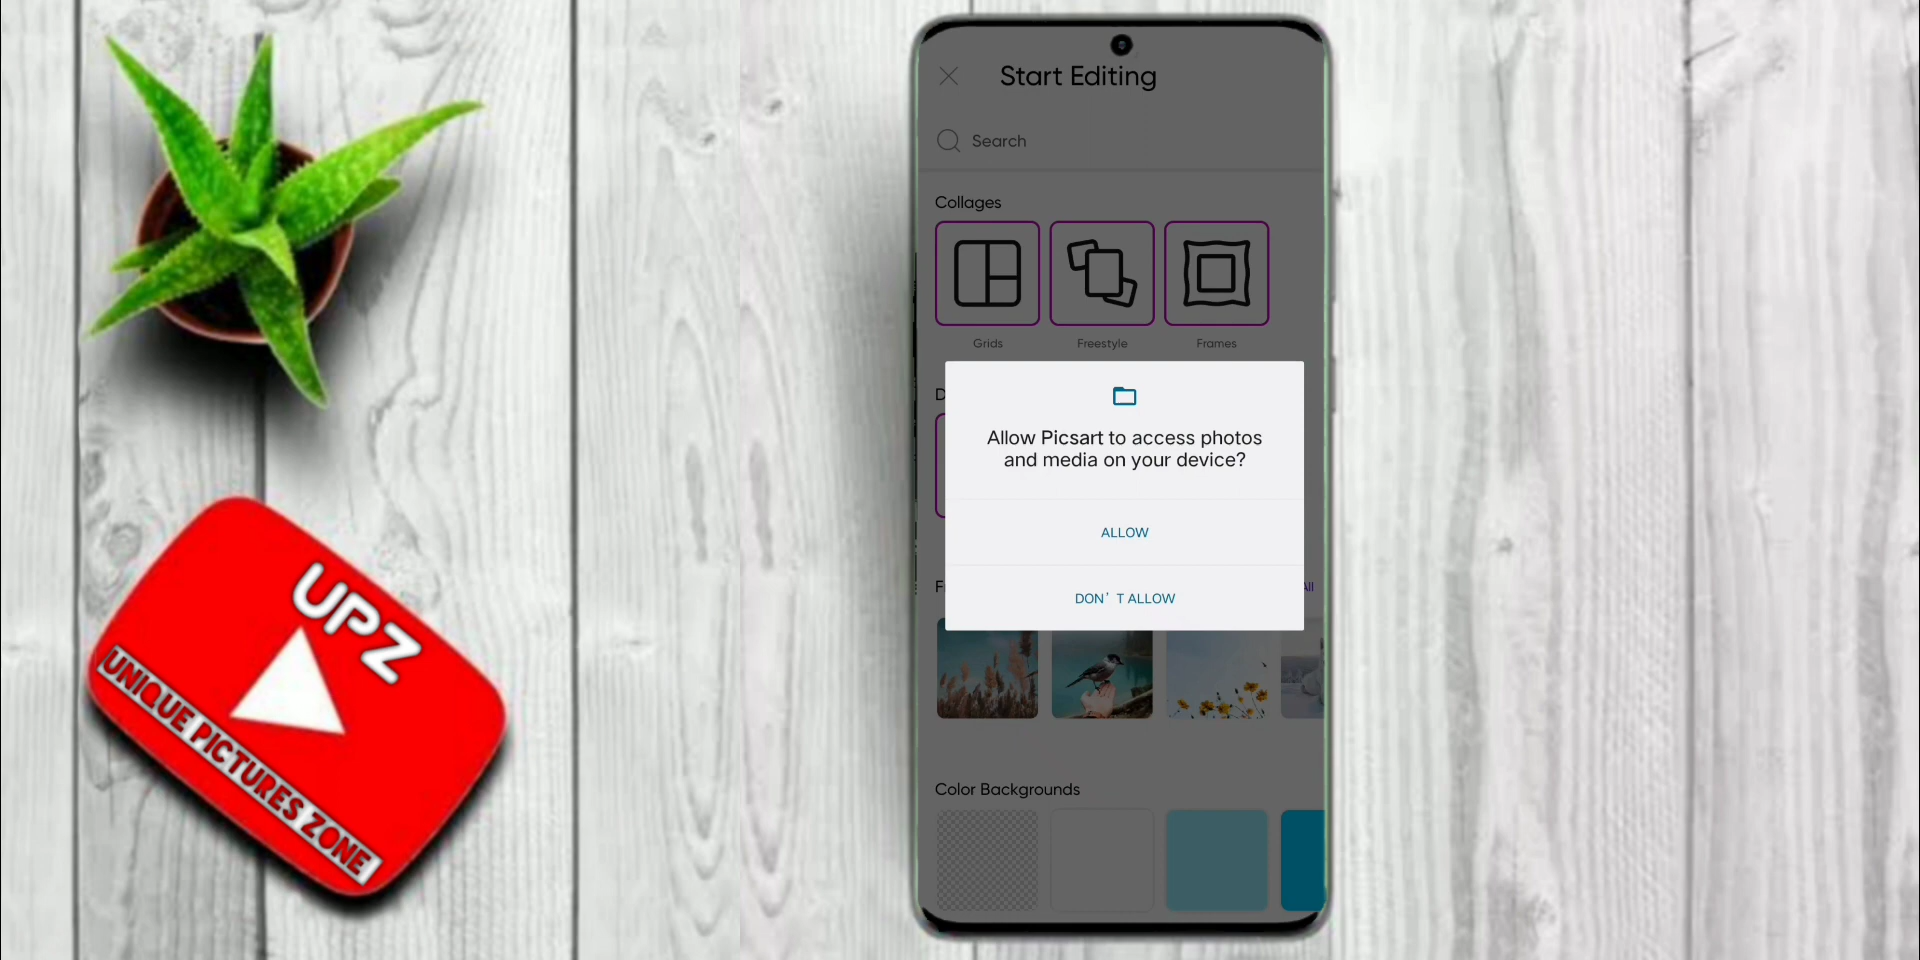 Start Editing
Search
Collages
Grids
Freestyle
Frames
D
Allow Picsart to access photos
and media on your device?
ALLOW
F
All
DON’T ALLOW
Color Backgrounds
UPZ
UNIQUE PICTURES ZONE